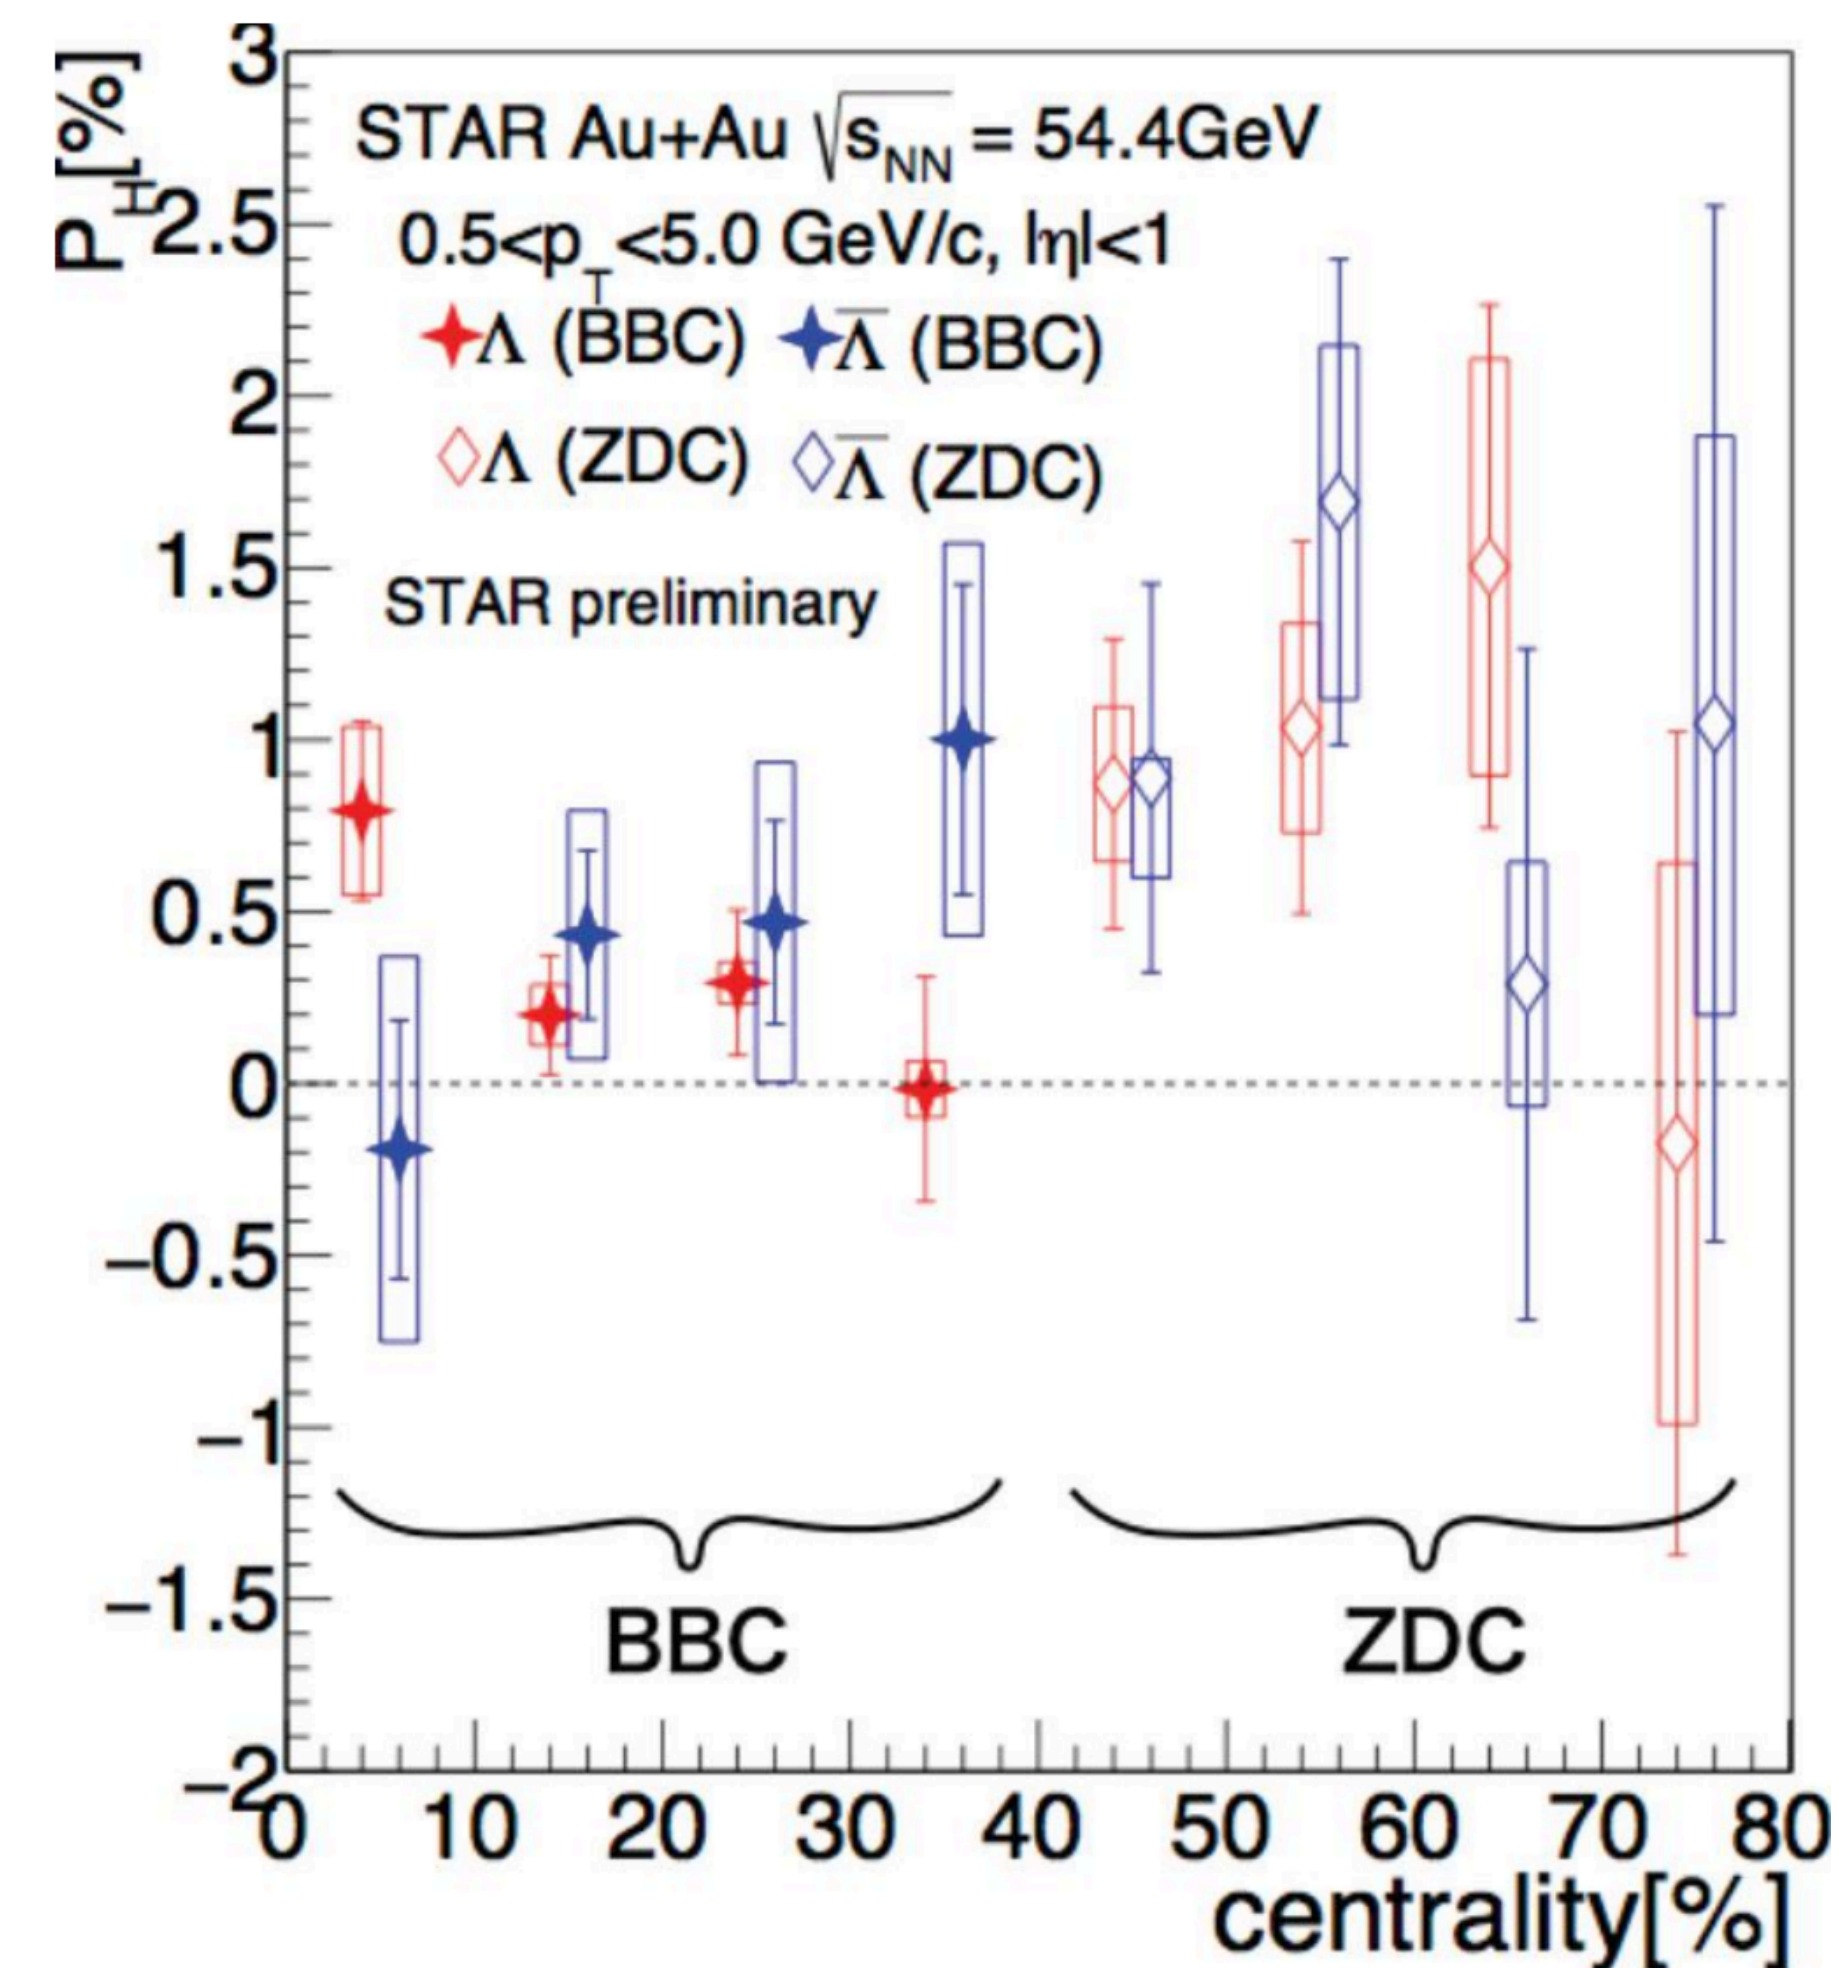 P_H [%]
3
2.5
2
1.5
1
0.5
0
−0.5
−1
−1.5
−2
STAR Au+Au √s_NN = 54.4GeV
0.5<p_T<5.0 GeV/c, |η|<1
Λ (BBC) Λ̅ (BBC)
Λ (ZDC) Λ̅ (ZDC)
STAR preliminary
BBC ZDC
0 10 20 30 40 50 60 70 80
centrality[%]